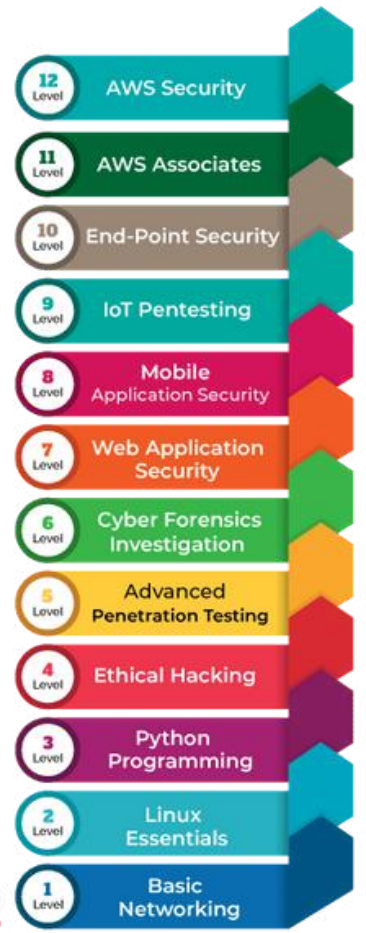 12
Level
AWS Security
11
Level
AWS Associates
10
Level
End-Point Security
9
Level
IoT Pentesting
8
Level
Mobile
Application Security
7
Level
Web Application
Security
6
Level
Cyber Forensics
Investigation
5
Level
Advanced
Penetration Testing
4
Level
Ethical Hacking
3
Level
Python
Programming
2
Level
Linux
Essentials
1
Level
Basic
Networking